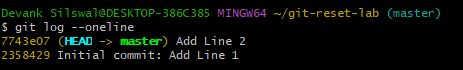 Devank Silswal@DESKTOP-386C385 MINGW64 ~/git-reset-lab (master)
$ git log --oneline
7743e07 (HEAD -> master) Add Line 2
2358429 Initial commit: Add Line 1